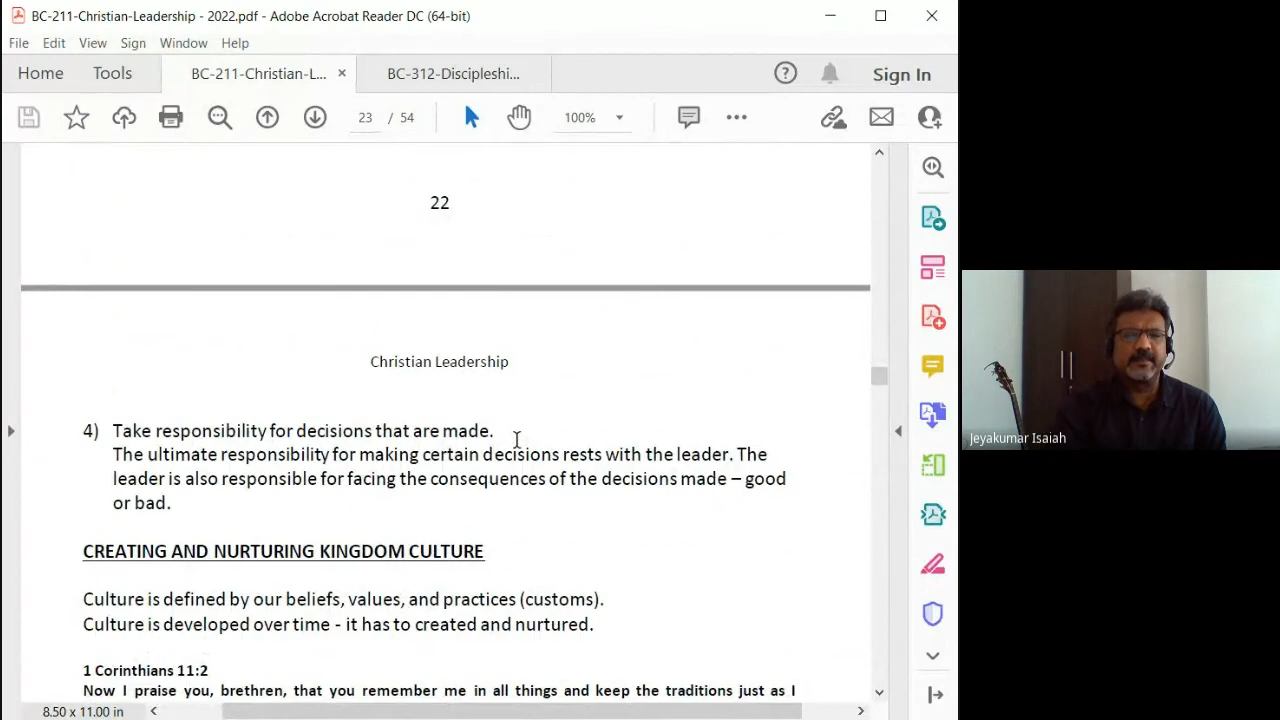 BC-211-Christian-Leadership - 2022.pdf - Adobe Acrobat Reader DC (64-bit)
File Edit View Sign Window Help
Home Tools BC-211-Christian-L... × BC-312-Discipleshi... Sign In
23 / 54 100%
22
Christian Leadership
4) Take responsibility for decisions that are made.
The ultimate responsibility for making certain decisions rests with the leader. The
leader is also responsible for facing the consequences of the decisions made – good
or bad.
CREATING AND NURTURING KINGDOM CULTURE
Culture is defined by our beliefs, values, and practices (customs).
Culture is developed over time - it has to created and nurtured.
1 Corinthians 11:2
Now I praise you, brethren, that you remember me in all things and keep the traditions just as I
8.50 x 11.00 in
Jeyakumar Isaiah